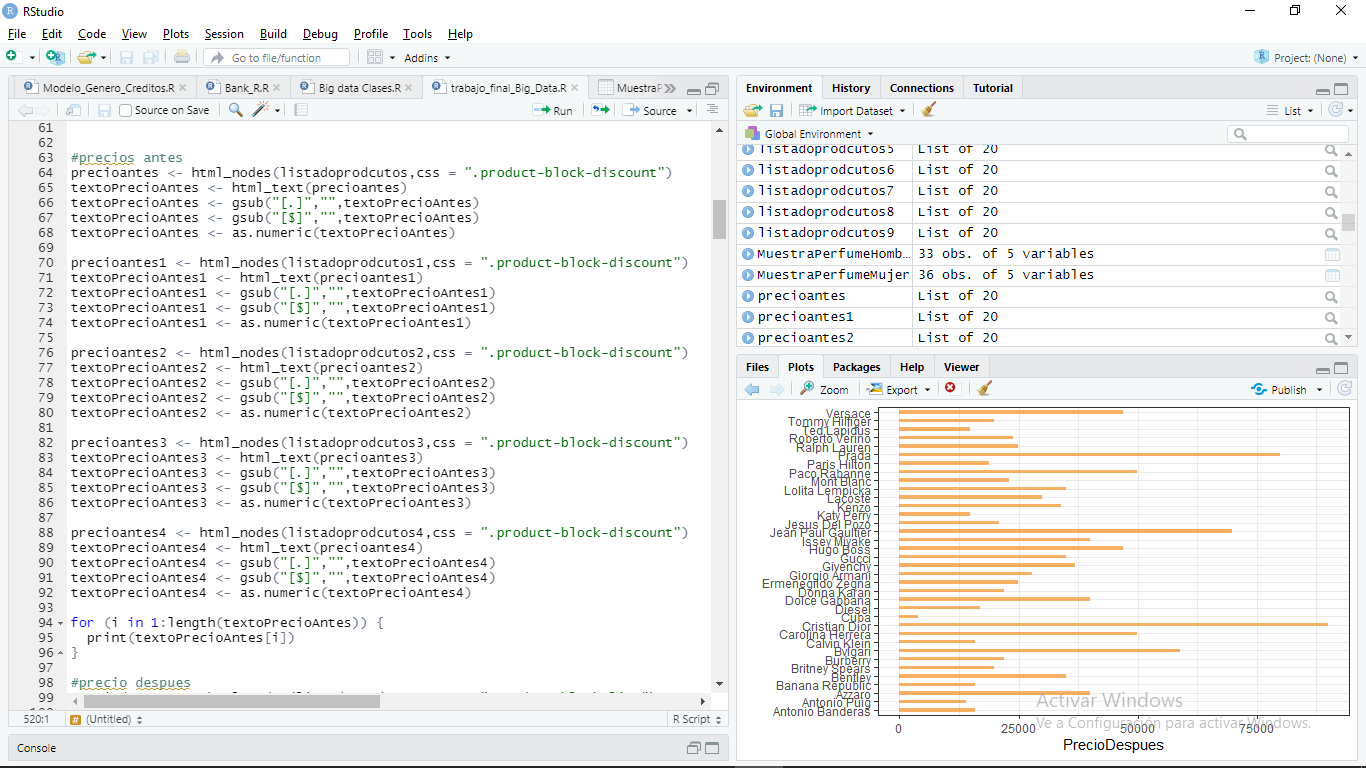 RStudio
File Edit Code View Plots Session Build Debug Profile Tools Help
Go to file/function Addins Project: (None)
Modelo_Genero_Creditos.R Bank_R.R Big data Clases.R trabajo_final_Big_Data.R MuestraP
Source on Save Run Source
61
62
63 #precios antes
64 precioantes <- html_nodes(listadoprodcutos,css = ".product-block-discount")
65 textoPrecioAntes <- html_text(precioantes)
66 textoPrecioAntes <- gsub("[.]","",textoPrecioAntes)
67 textoPrecioAntes <- gsub("[$]","",textoPrecioAntes)
68 textoPrecioAntes <- as.numeric(textoPrecioAntes)
69
70 precioantes1 <- html_nodes(listadoprodcutos1,css = ".product-block-discount")
71 textoPrecioAntes1 <- html_text(precioantes1)
72 textoPrecioAntes1 <- gsub("[.]","",textoPrecioAntes1)
73 textoPrecioAntes1 <- gsub("[$]","",textoPrecioAntes1)
74 textoPrecioAntes1 <- as.numeric(textoPrecioAntes1)
75
76 precioantes2 <- html_nodes(listadoprodcutos2,css = ".product-block-discount")
77 textoPrecioAntes2 <- html_text(precioantes2)
78 textoPrecioAntes2 <- gsub("[.]","",textoPrecioAntes2)
79 textoPrecioAntes2 <- gsub("[$]","",textoPrecioAntes2)
80 textoPrecioAntes2 <- as.numeric(textoPrecioAntes2)
81
82 precioantes3 <- html_nodes(listadoprodcutos3,css = ".product-block-discount")
83 textoPrecioAntes3 <- html_text(precioantes3)
84 textoPrecioAntes3 <- gsub("[.]","",textoPrecioAntes3)
85 textoPrecioAntes3 <- gsub("[$]","",textoPrecioAntes3)
86 textoPrecioAntes3 <- as.numeric(textoPrecioAntes3)
87
88 precioantes4 <- html_nodes(listadoprodcutos4,css = ".product-block-discount")
89 textoPrecioAntes4 <- html_text(precioantes4)
90 textoPrecioAntes4 <- gsub("[.]","",textoPrecioAntes4)
91 textoPrecioAntes4 <- gsub("[$]","",textoPrecioAntes4)
92 textoPrecioAntes4 <- as.numeric(textoPrecioAntes4)
93
94 for (i in 1:length(textoPrecioAntes)) {
95 print(textoPrecioAntes[i])
96 }
97
98 #precio despues
99
520:1 (Untitled) R Script
Console
Environment History Connections Tutorial
Import Dataset List
Global Environment
listadoprodcutos5 List of 20
listadoprodcutos6 List of 20
listadoprodcutos7 List of 20
listadoprodcutos8 List of 20
listadoprodcutos9 List of 20
MuestraPerfumeHomb… 33 obs. of 5 variables
MuestraPerfumeMujer 36 obs. of 5 variables
precioantes List of 20
precioantes1 List of 20
precioantes2 List of 20
Files Plots Packages Help Viewer
Zoom Export Publish
Versace
Tommy Hilfiger
Ted Lapidus
Roberto Verino
Ralph Lauren
Prada
Paris Hilton
Paco Rabanne
Mont Blanc
Lolita Lempicka
Lacoste
Kenzo
Katy Perry
Jesus Del Pozo
Jean Paul Gaultier
Issey Miyake
Hugo Boss
Gucci
Givenchy
Giorgio Armani
Ermenegildo Zegna
Donna Karan
Dolce Gabbana
Diesel
Cuba
Cristian Dior
Carolina Herrera
Calvin Klein
Bvlgari
Burberry
Britney Spears
Bentley
Banana Republic
Azzaro
Antonio Puig
Antonio Banderas
0 25000 50000 75000
PrecioDespues
Activar Windows
Ve a Configuración para activar Windows.